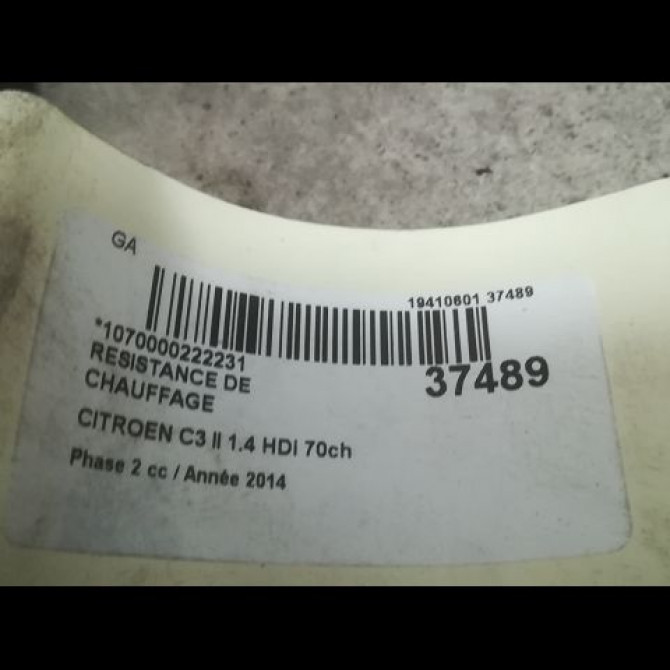 GA
19410601 37489
*1070000222231
37489
RESISTANCE DE
CHAUFFAGE
CITROEN C3 II 1.4 HDI 70ch
Phase 2 cc / Année 2014